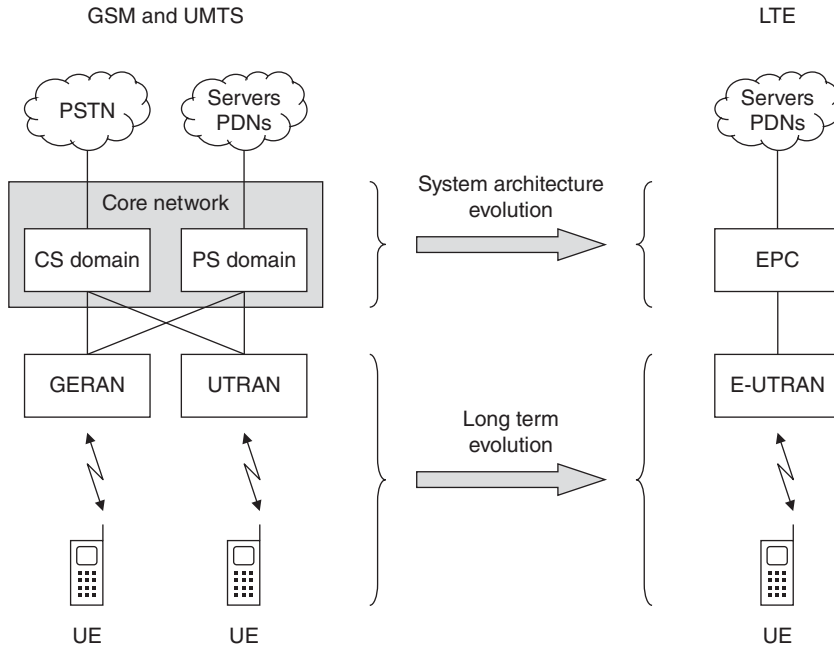 GSM and UMTS
LTE
PSTN
Servers
PDNs
Servers
PDNs
Core network
System architecture
evolution
CS domain
PS domain
EPC
GERAN
UTRAN
E-UTRAN
Long term
evolution
UE
UE
UE